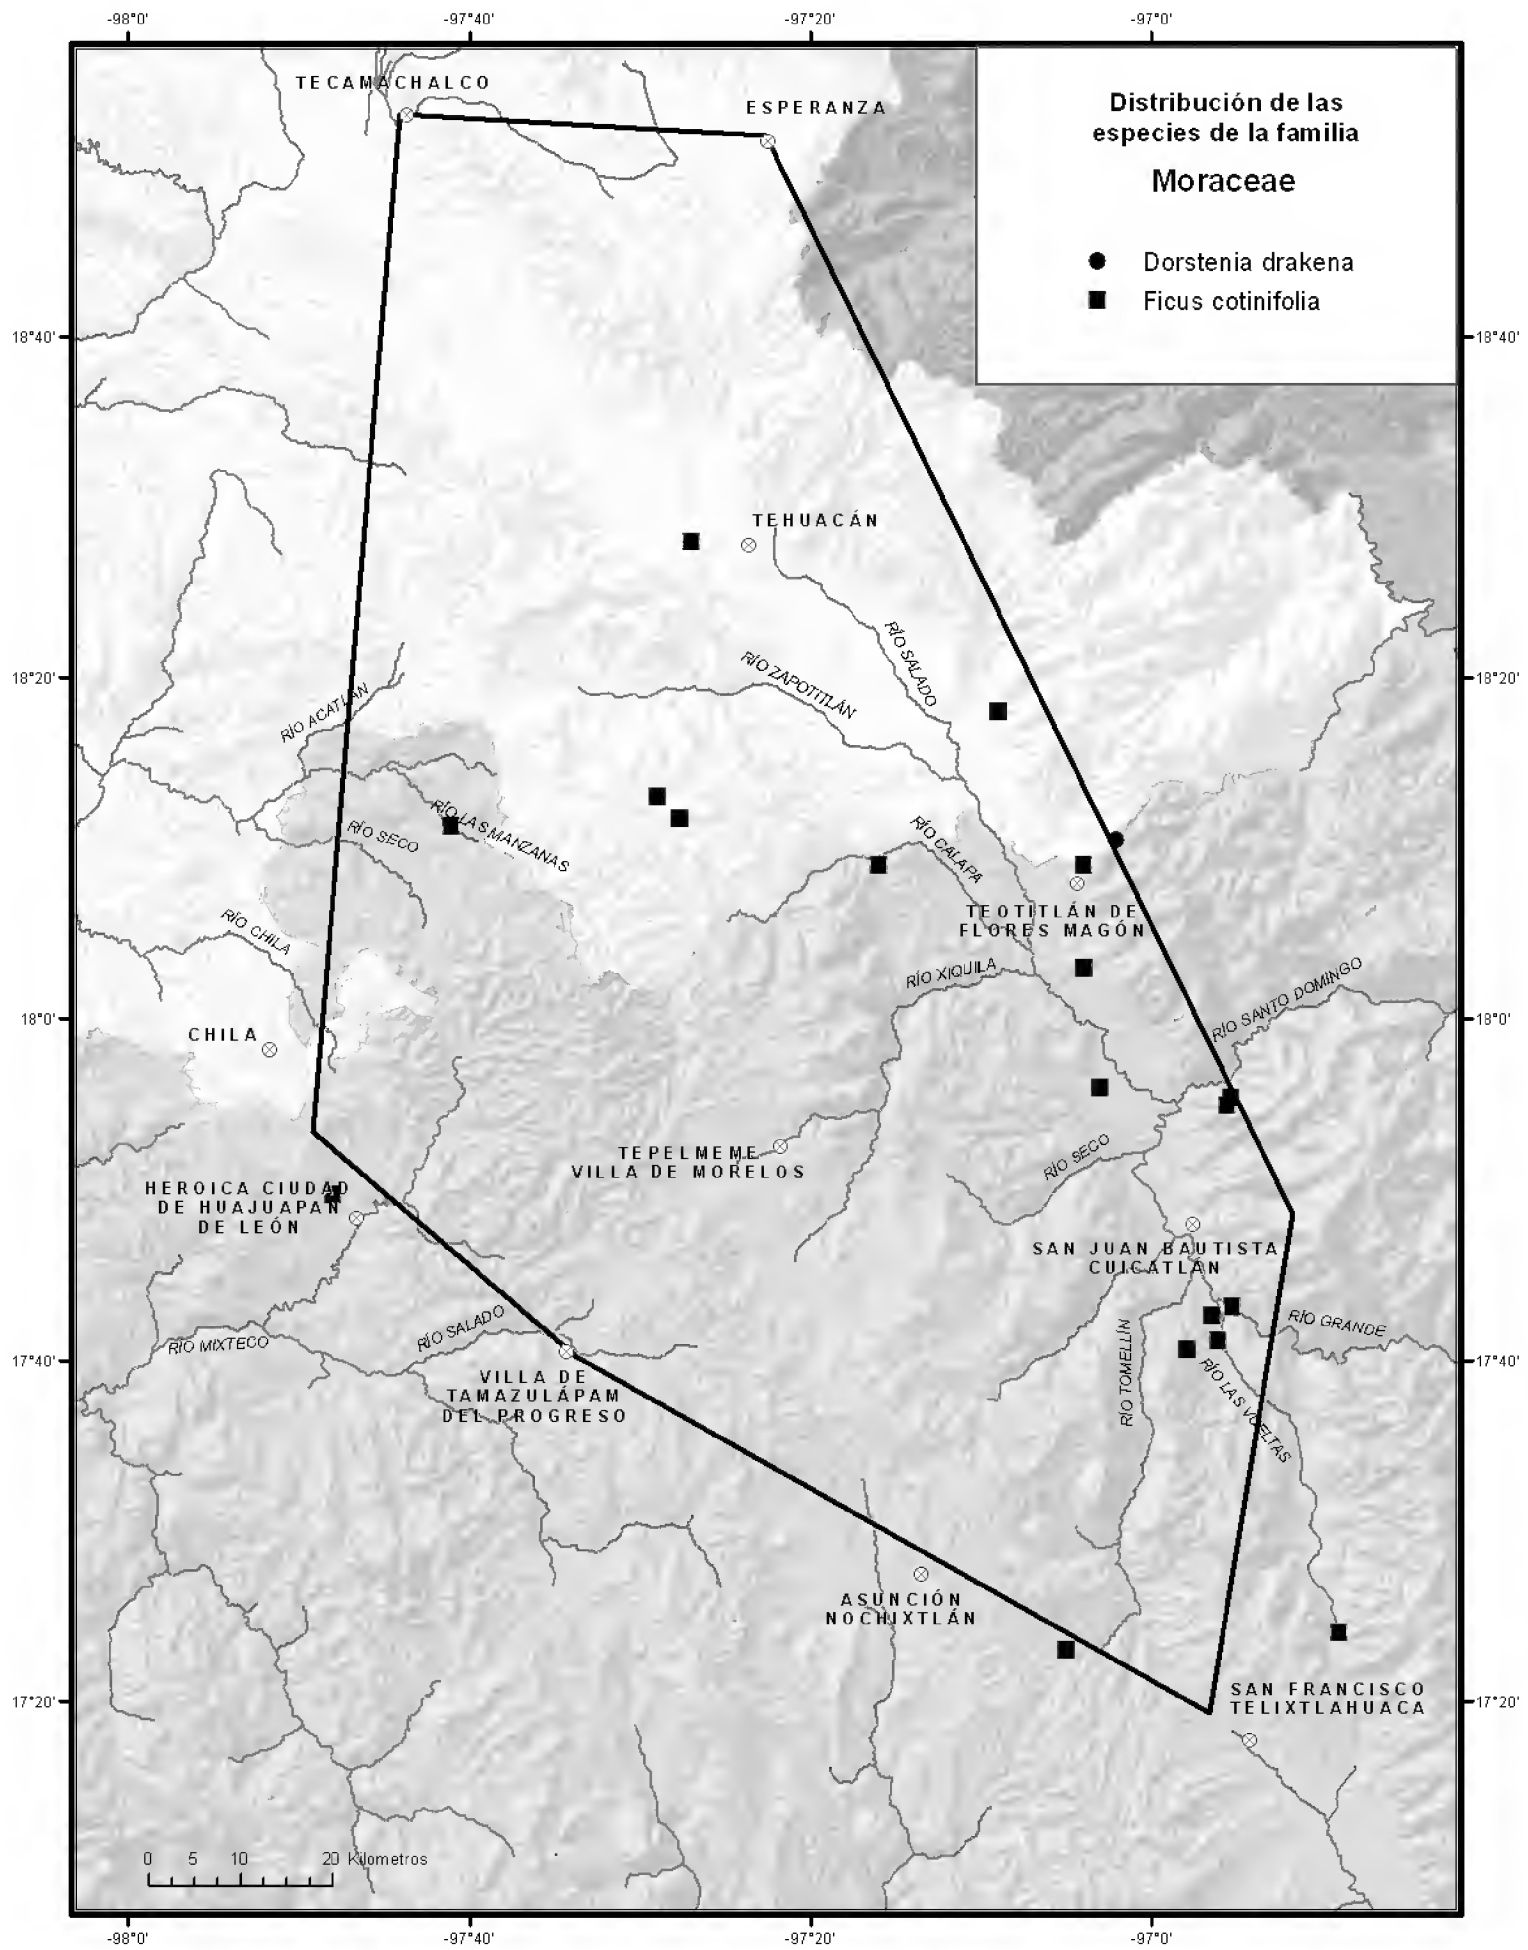 -98°0'
-97°40'
-97°20'
-97°0'
TECAMACHALCO
ESPERANZA
Distribución de las
especies de la familia
Moraceae
Dorstenia drakena
Ficus cotinifolia
18°40'
18°40'
TEHUACÁN
RÍO SALADO
RÍO ZAPOTITLÁN
18°20'
18°20'
RÍO ACATLÁN
RÍO LAS MANZANAS
RÍO SECO
RÍO CALAPA
TEOTITLÁN DE
FLORES MAGÓN
RÍO CHILA
RÍO XIQUILA
RÍO SANTO DOMINGO
18°0'
18°0'
CHILA
TEPELMEME
VILLA DE MORELOS
RÍO SECO
HEROICA CIUDAD
DE HUAJUAPAN
DE LEÓN
SAN JUAN BAUTISTA
CUICATLÁN
RÍO GRANDE
RÍO MIXTECO
RÍO SALADO
RÍO TOMELLÍN
17°40'
17°40'
RÍO LAS VUELTAS
VILLA DE
TAMAZULÁPAM
DEL PROGRESO
ASUNCIÓN
NOCHIXTLÁN
SAN FRANCISCO
TELIXTLAHUACA
17°20'
17°20'
0 5 10 20 Kilometros
-98°0'
-97°40'
-97°20'
-97°0'